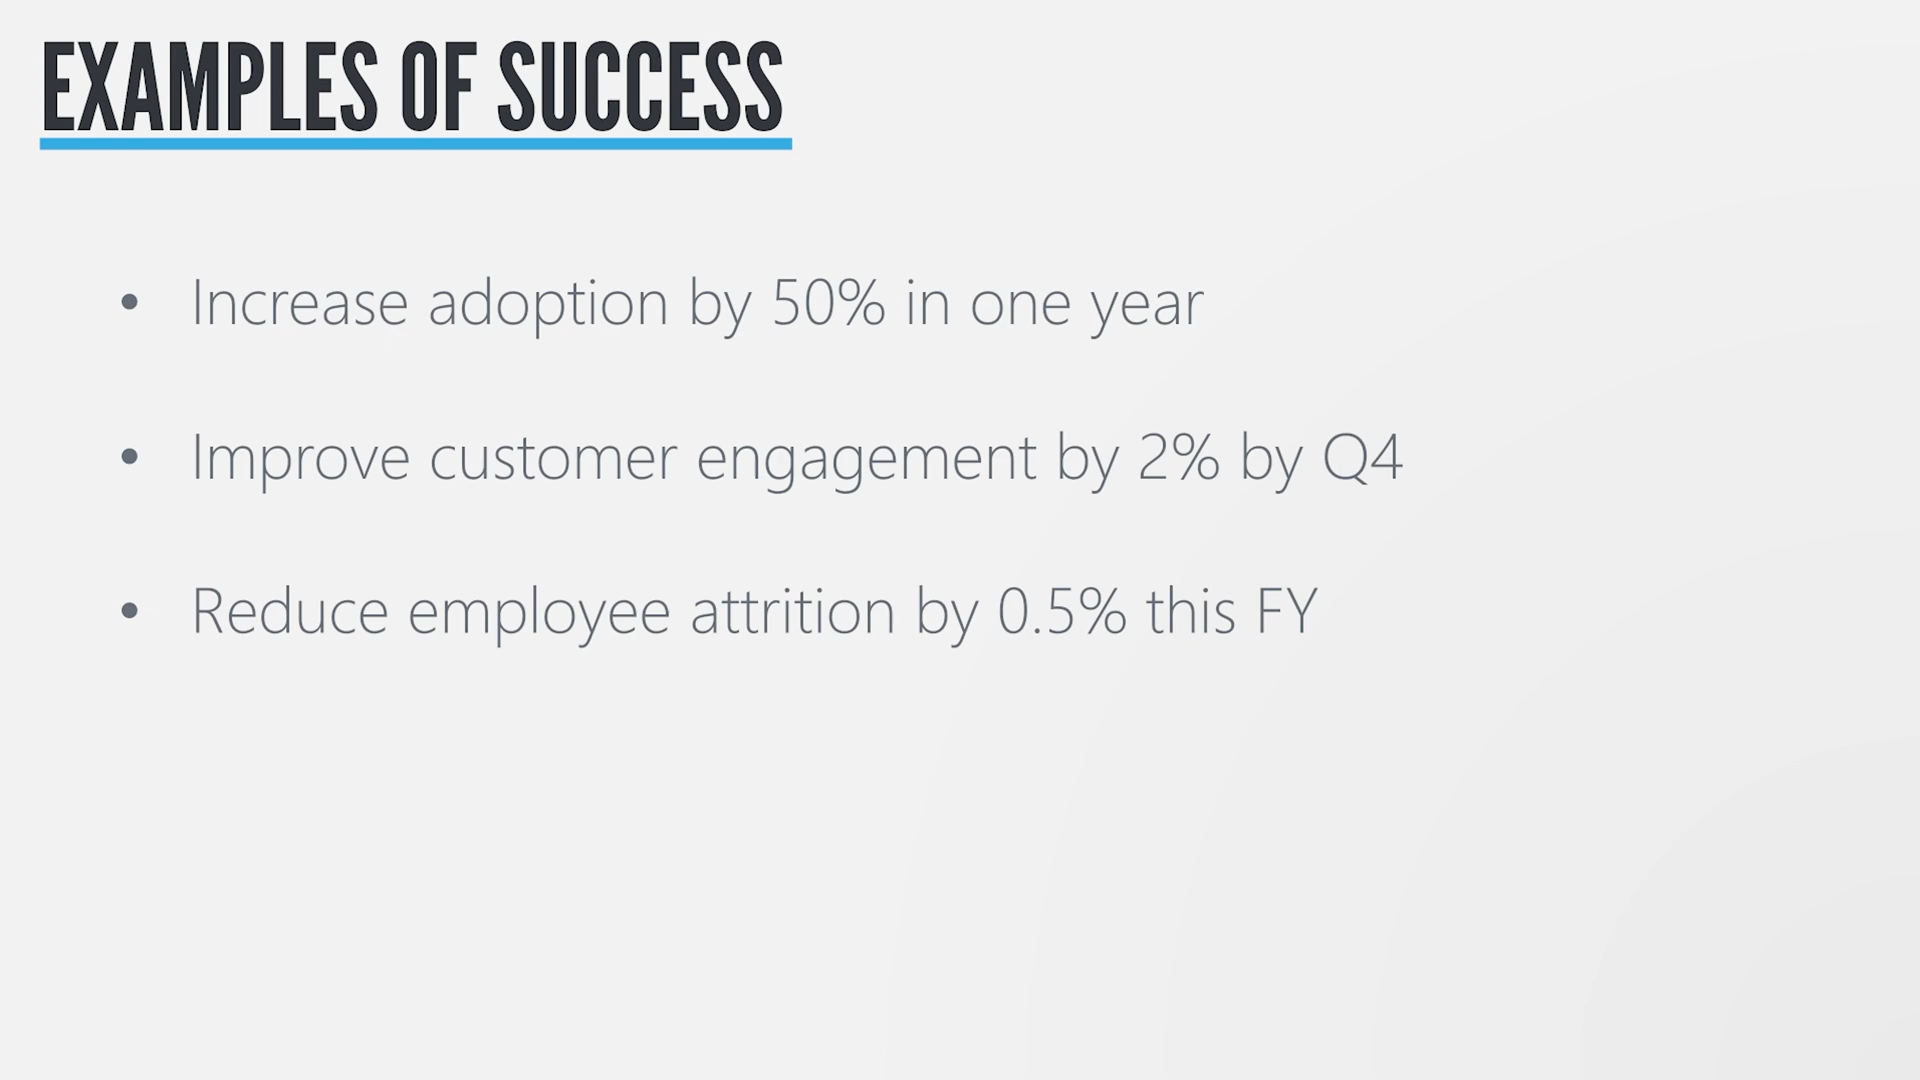 EXAMPLES OF SUCCESS
• Increase adoption by 50% in one year
• Improve customer engagement by 2% by Q4
• Reduce employee attrition by 0.5% this FY